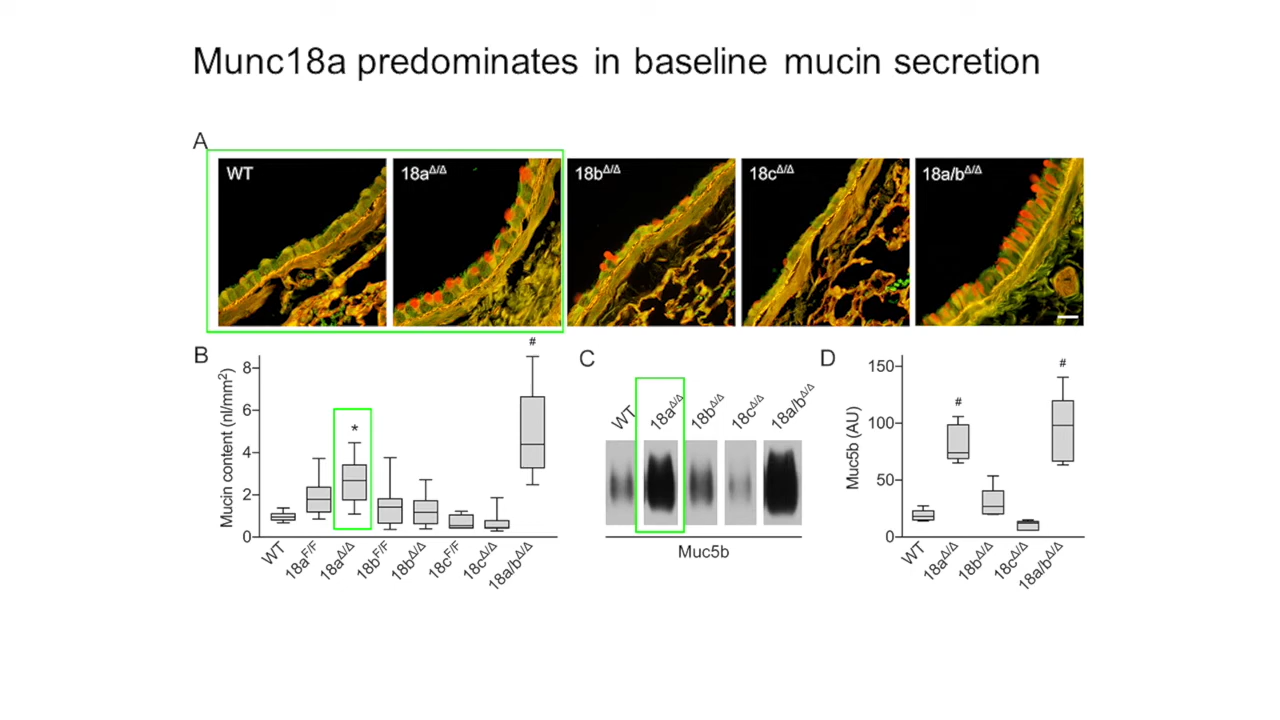 Munc18a predominates in baseline mucin secretion
A
WT
18aΔ/Δ
18bΔ/Δ
18cΔ/Δ
18a/bΔ/Δ
B
Mucin content (nl/mm²)
8
6
4
2
0
*
#
WT
18aF/F
18aΔ/Δ
18bF/F
18bΔ/Δ
18cF/F
18cΔ/Δ
18a/bΔ/Δ
C
WT
18aΔ/Δ
18bΔ/Δ
18cΔ/Δ
18a/bΔ/Δ
Muc5b
D
Muc5b (AU)
150
100
50
0
#
#
WT
18aΔ/Δ
18bΔ/Δ
18cΔ/Δ
18a/bΔ/Δ